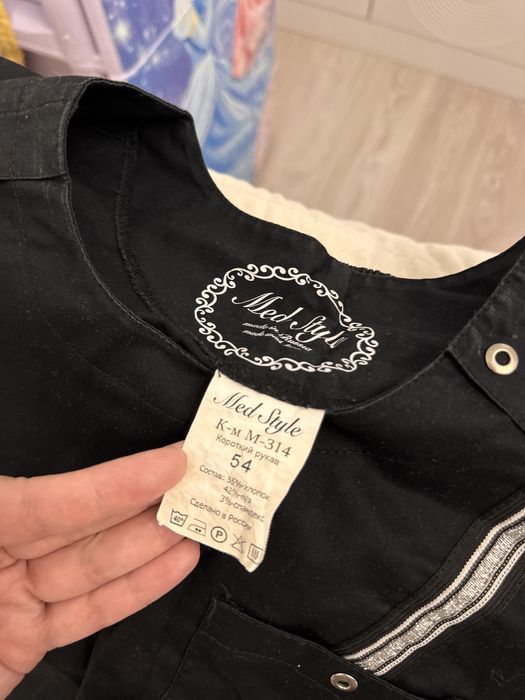 Med Style
made in Russia
Med Style
К-м М-314
Короткий рукав
54
Состав: 55%-хлопок
42%-п/э
3%-спандекс
Сделано в России
40°
P